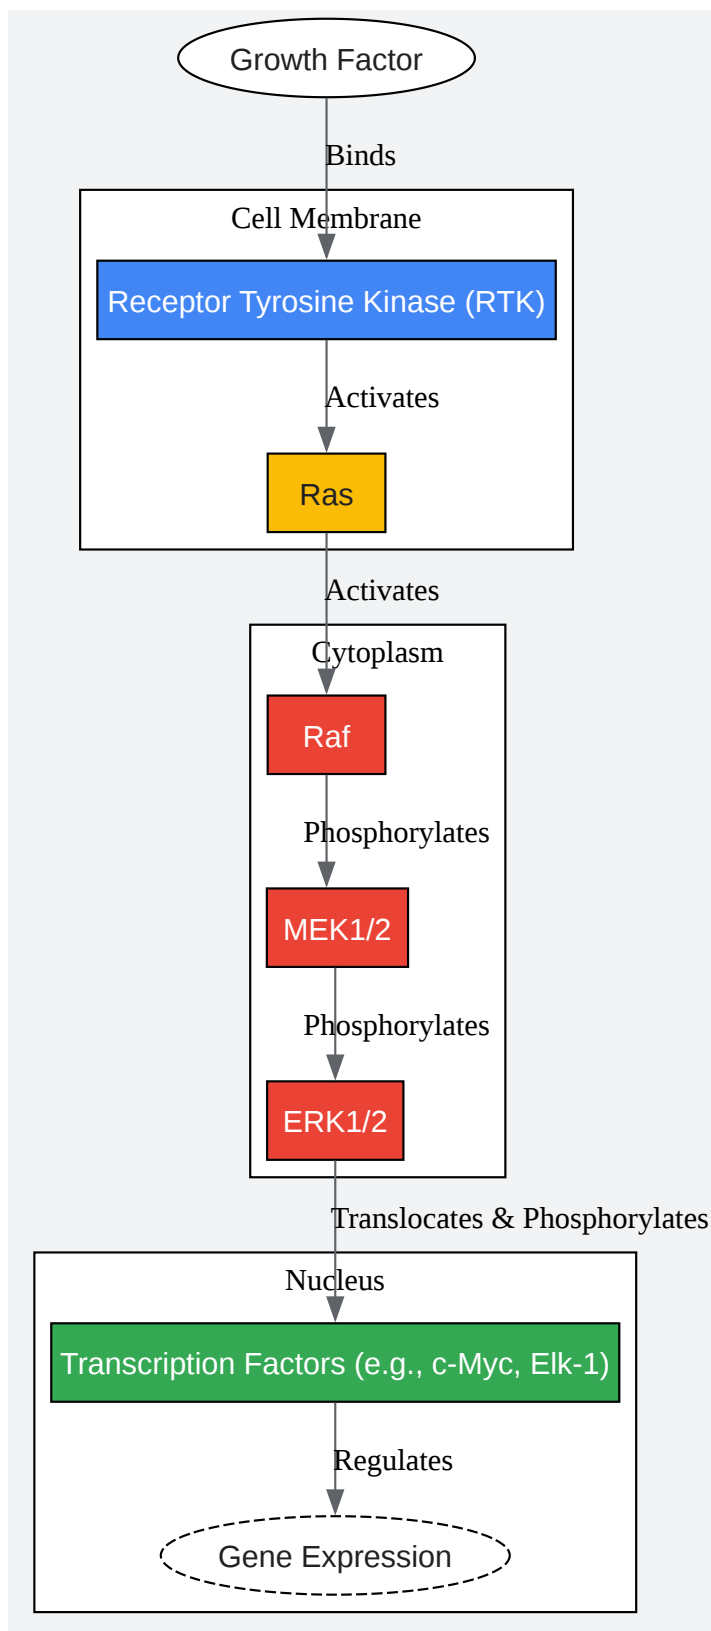 Growth Factor
Binds
Cell Membrane
Receptor Tyrosine Kinase (RTK)
Activates
Ras
Activates
Cytoplasm
Raf
Phosphorylates
MEK1/2
Phosphorylates
ERK1/2
Translocates & Phosphorylates
Nucleus
Transcription Factors (e.g., c-Myc, Elk-1)
Regulates
Gene Expression